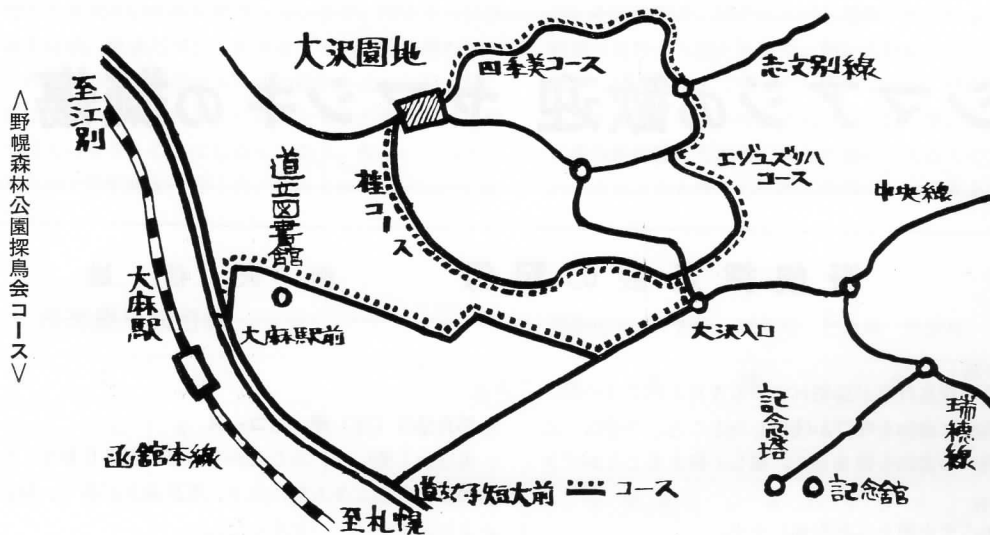 <野幌森林公園探鳥会コース>
至江別
大麻駅
函館本線
至札幌
道立図書館
大麻駅前
大沢園地
四季美コース
志文別線
桂コース
エゾユズリハ
コース
中央線
大沢入口
記念塔
記念館
瑞穂線
道女子短大前
コース